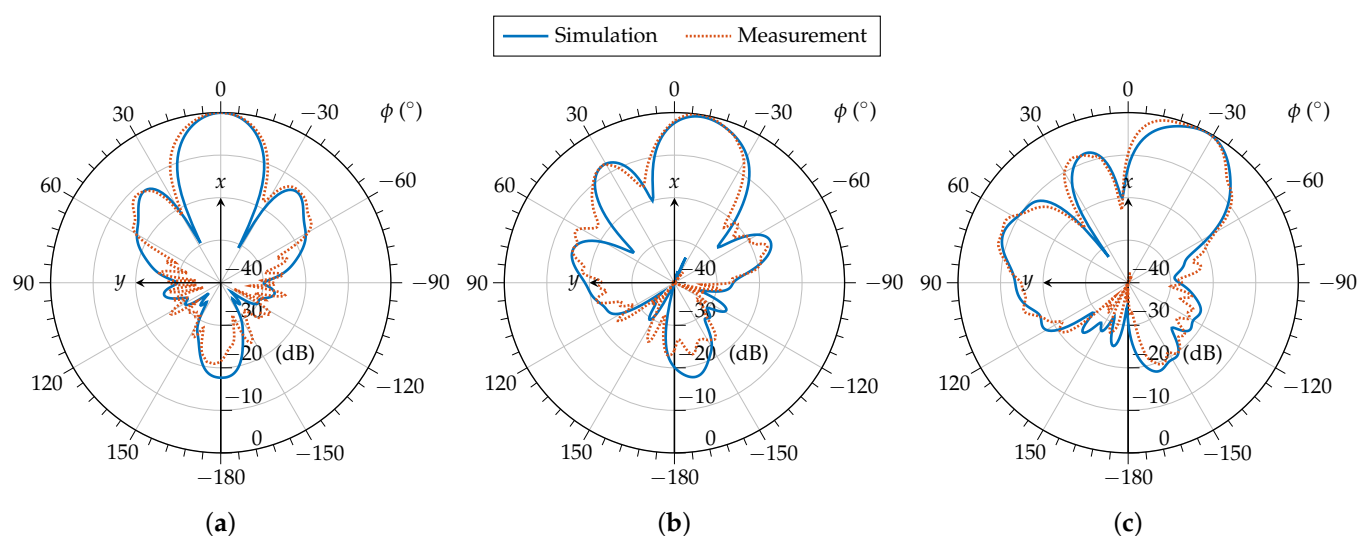 Simulation Measurement
0 0 0
30 −30 ϕ (°) 30 −30 ϕ (°) 30 −30 ϕ (°)
60 x −60 60 x −60 60 x −60
90 y −40 −90 90 y −40 −90 90 y −40 −90
−30 −30 −30
120 −20 (dB) −120 120 −20 (dB) −120 120 −20 (dB) −120
−10 −10 −10
150 0 −150 150 0 −150 150 0 −150
−180 −180 −180
(a) (b) (c)